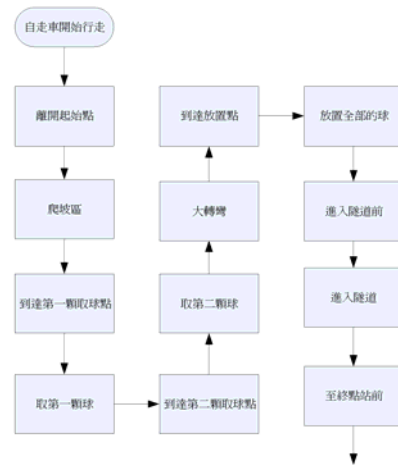 自走車開始行走
離開起始點
爬坡區
到達第一顆取球點
取第一顆球
到達第二顆取球點
取第二顆球
大轉彎
到達放置點
放置全部的球
進入隧道前
進入隧道
至終點站前